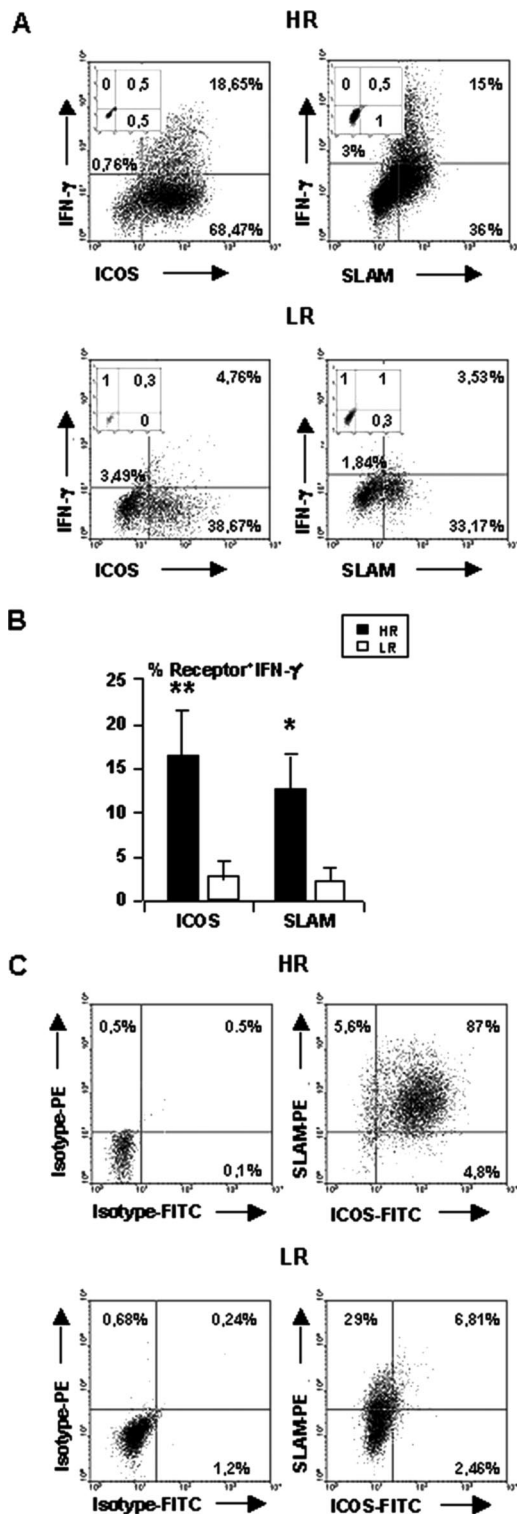 A
HR
0 0,5 18,65%
0,5
0,76%
68,47%
IFN-γ
ICOS
0 0,5 15%
1
3%
36%
IFN-γ
SLAM
LR
1 0,3 4,76%
0
3,49%
38,67%
IFN-γ
ICOS
1 1 3,53%
0,3
1,84%
33,17%
IFN-γ
SLAM
B
HR
LR
% Receptor⁺IFN-γ⁺
** *
25
20
15
10
5
0
ICOS SLAM
C
HR
0,5% 0,5%
0,1%
Isotype-PE
Isotype-FITC
5,6% 87%
4,8%
SLAM-PE
ICOS-FITC
LR
0,68% 0,24%
1,2%
Isotype-PE
Isotype-FITC
29% 6,81%
2,46%
SLAM-PE
ICOS-FITC